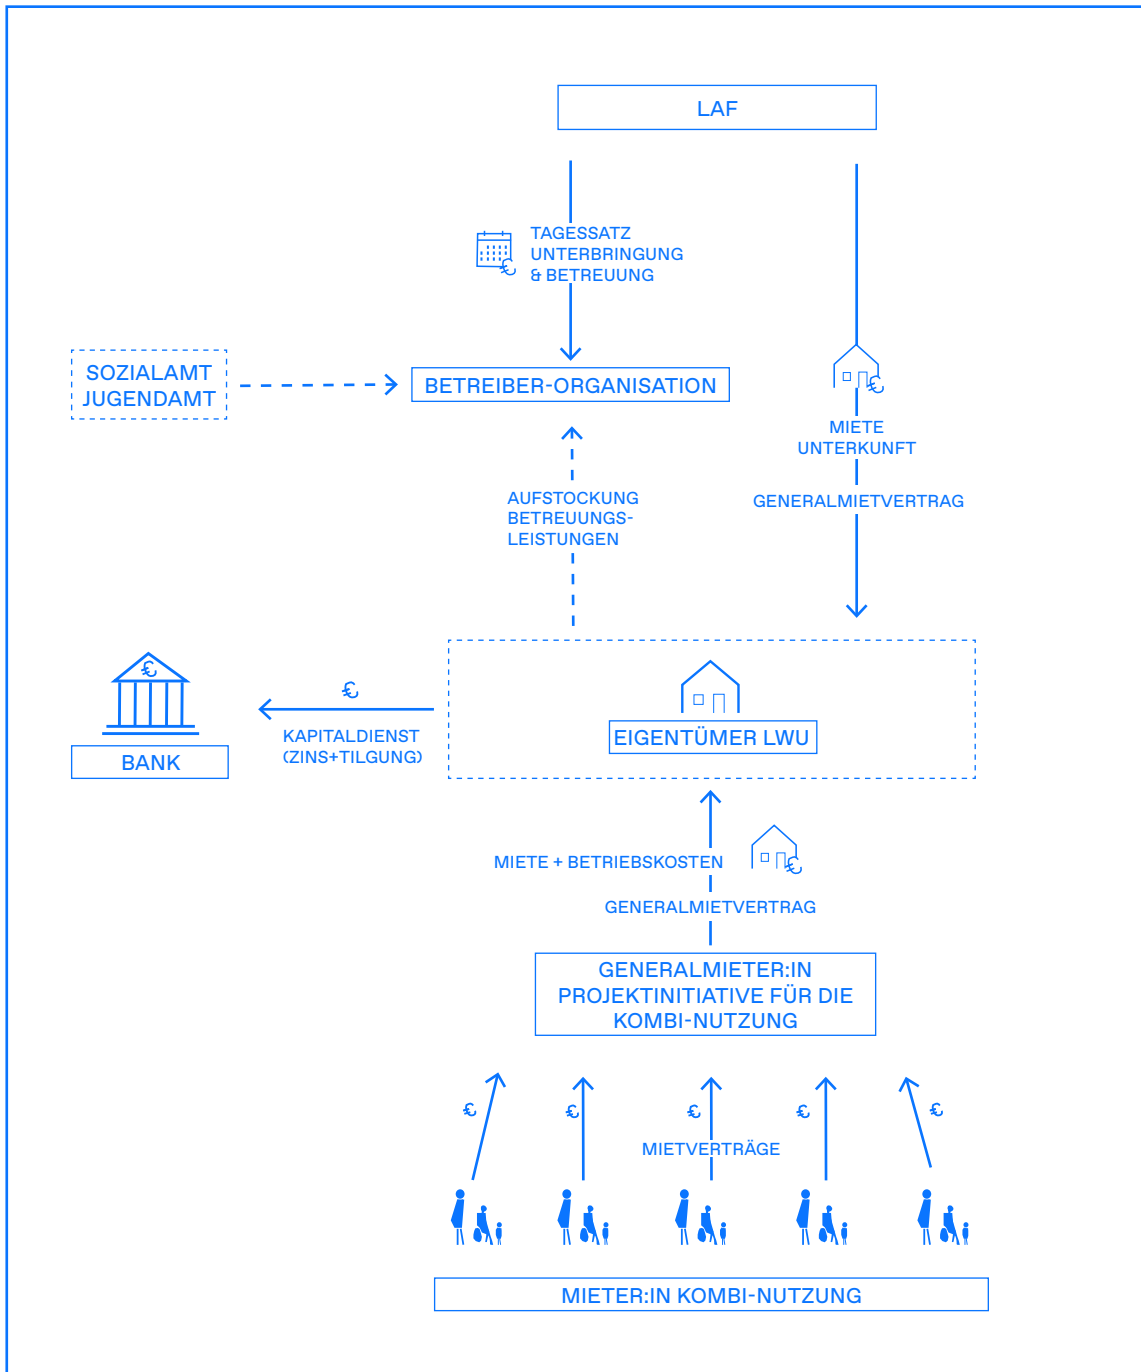 LAF
TAGESSATZ
UNTERBRINGUNG
& BETREUUNG
€
SOZIALAMT
JUGENDAMT
BETREIBER-ORGANISATION
€
MIETE
UNTERKUNFT
GENERALMIETVERTRAG
AUFSTOCKUNG
BETREUUNGS-
LEISTUNGEN
€
BANK
€
KAPITALDIENST
(ZINS+TILGUNG)
EIGENTÜMER LWU
MIETE + BETRIEBSKOSTEN
€
GENERALMIETVERTRAG
GENERALMIETER:IN
PROJEKTINITIATIVE FÜR DIE
KOMBI-NUTZUNG
€ € € € €
MIETVERTRÄGE
MIETER:IN KOMBI-NUTZUNG